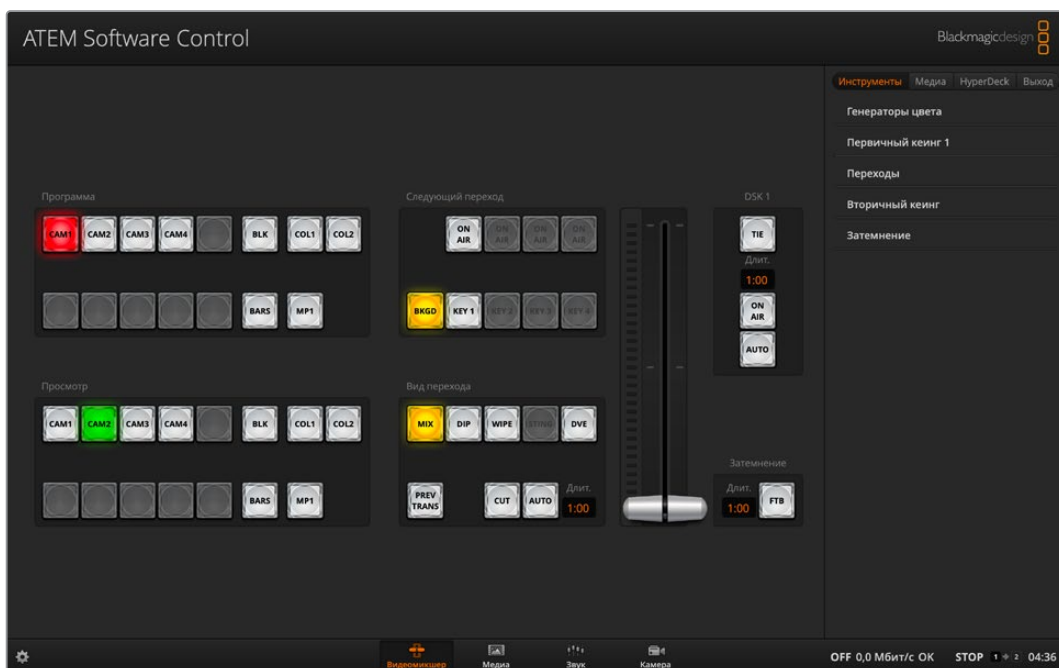 ATEM Software Control
Blackmagicdesign
Инструменты Медиа HyperDeck Выход
Генераторы цвета
Первичный кеинг 1
Переходы
Вторичный кеинг
Затемнение
Программа
CAM1 CAM2 CAM3 CAM4 BLK COL1 COL2
BARS MP1
Следующий переход
ON AIR ON AIR ON AIR ON AIR
BKGD KEY 1 KEY 2 KEY 3 KEY 4
DSK 1
TIE
Длит.
1:00
ON AIR
AUTO
Просмотр
CAM1 CAM2 CAM3 CAM4 BLK COL1 COL2
BARS MP1
Вид перехода
MIX DIP WIPE STING DVE
PREV TRANS CUT AUTO Длит. 1:00
Затемнение
Длит.
1:00 FTB
Видеомикшер Медиа Звук Камера
OFF 0,0 Мбит/с OK STOP 1 2 04:36